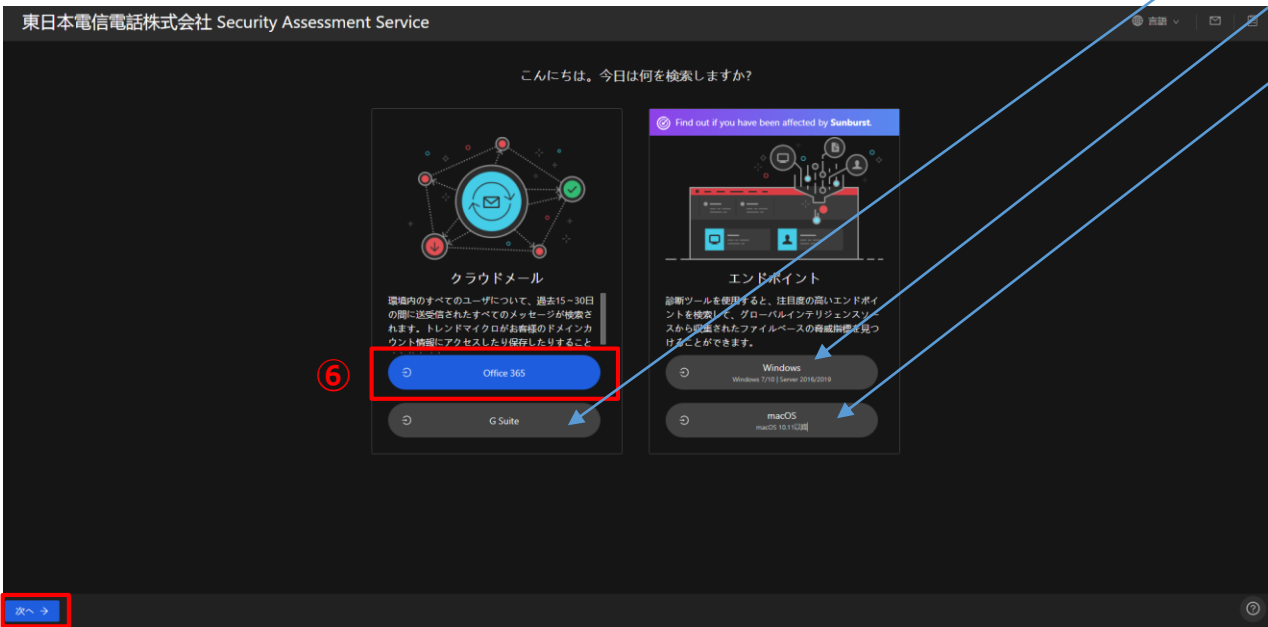 東日本電信電話株式会社 Security Assessment Service
言語
こんにちは。今日は何を検索しますか?
Find out if you have been affected by Sunburst.
クラウドメール
環境内のすべてのユーザについて、過去15~30日
の間に送受信されたすべてのメッセージが検索さ
れます。トレンドマイクロがお客様のドメインカ
ウント情報にアクセスしたり保存したりすること
⑥
Office 365
G Suite
エンドポイント
診断ツールを使用すると、注目度の高いエンドポイ
ントを検索して、グローバルインテリジェンスソー
スから収集されたファイルベースの脅威指標を見つ
けることができます。
Windows
Windows 7/10 | Server 2016/2019
macOS
macOS 10.11以降
次へ →